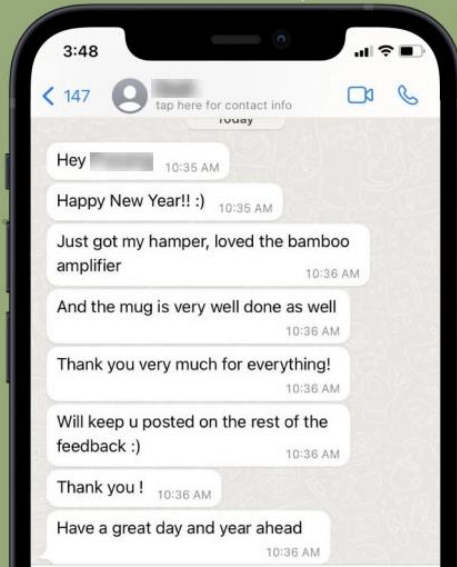 3:48
147
tap here for contact info
Today
Hey
10:35 AM
Happy New Year!! :)
10:35 AM
Just got my hamper, loved the bamboo
amplifier
10:36 AM
And the mug is very well done as well
10:36 AM
Thank you very much for everything!
10:36 AM
Will keep u posted on the rest of the
feedback :)
10:36 AM
Thank you !
10:36 AM
Have a great day and year ahead
10:36 AM